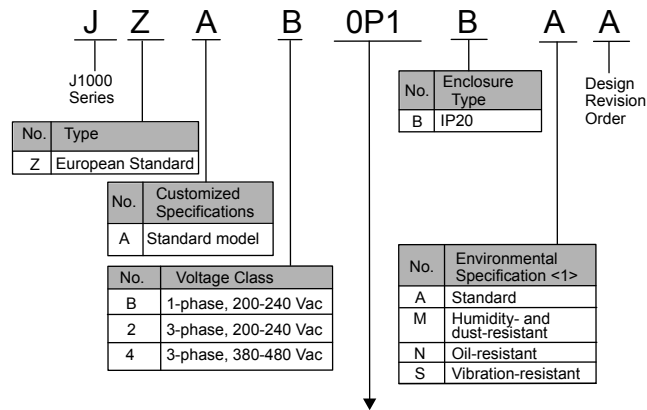 J Z A B 0P1 B A A
J1000
Series
No. Enclosure
Type
B IP20
Design
Revision
Order
No. Type
Z European Standard
No. Customized
Specifications
A Standard model
No. Voltage Class
B 1-phase, 200-240 Vac
2 3-phase, 200-240 Vac
4 3-phase, 380-480 Vac
No. Environmental
Specification <1>
A Standard
M Humidity- and
dust-resistant
N Oil-resistant
S Vibration-resistant